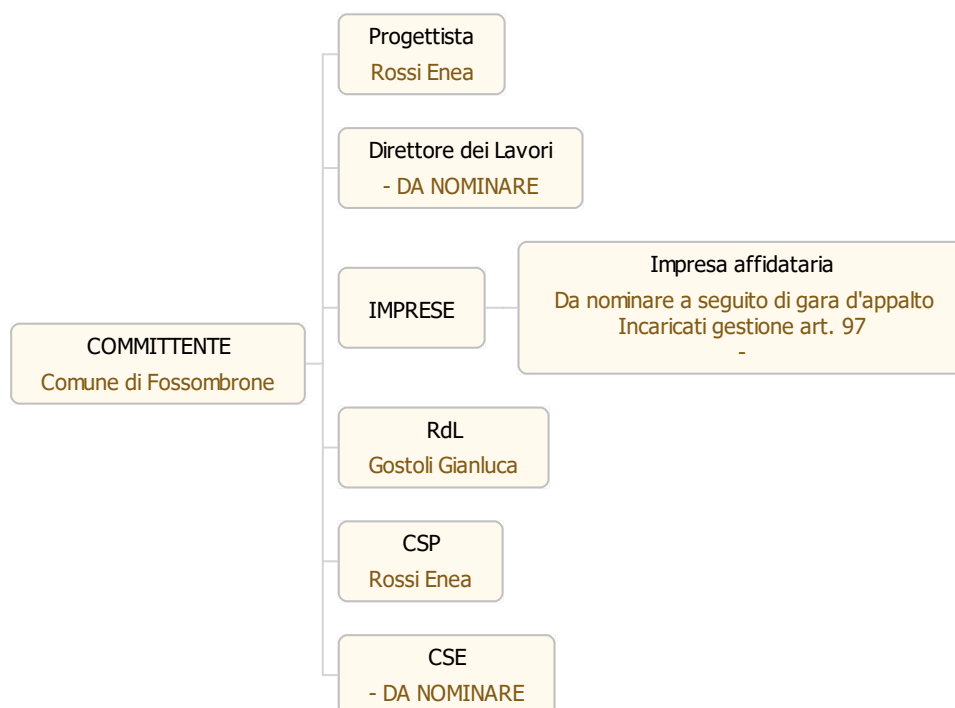 Progettista
Rossi Enea
Direttore dei Lavori
- DA NOMINARE
IMPRESE
Impresa affidataria
Da nominare a seguito di gara d'appalto
Incaricati gestione art. 97
-
COMMITTENTE
Comune di Fossombrone
RdL
Gostoli Gianluca
CSP
Rossi Enea
CSE
- DA NOMINARE